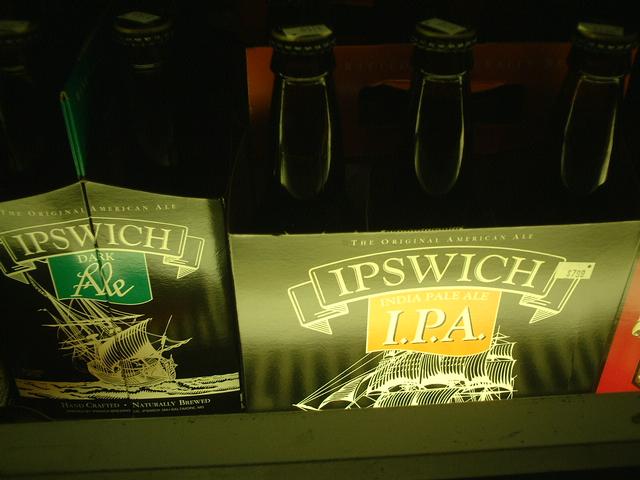 THE ORIGINAL AMERICAN ALE
IPSWICH
DARK
Ale
HAND CRAFTED • NATURALLY BREWED
THE ORIGINAL AMERICAN ALE
IPSWICH
INDIA PALE ALE
I.P.A.